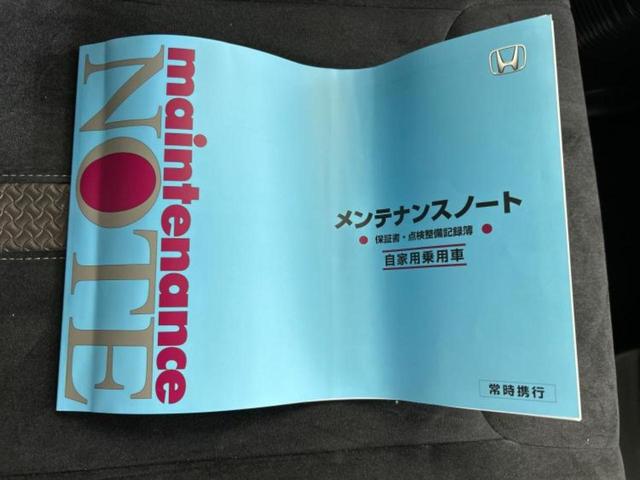 maintenance
NOTE
メンテナンスノート
保証書・点検整備記録簿
自家用乗用車
常時携行